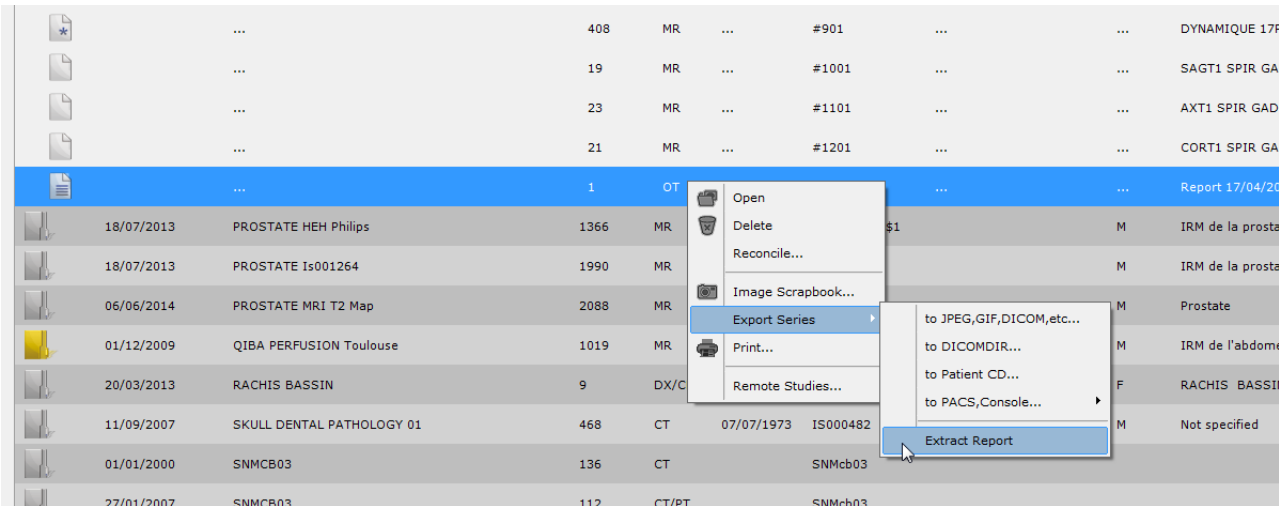 ... 408 MR ... #901 ... ... DYNAMIQUE 17
... 19 MR ... #1001 ... ... SAGT1 SPIR GA
... 23 MR ... #1101 ... ... AXT1 SPIR GAD
... 21 MR ... #1201 ... ... CORT1 SPIR GA
... 1 OT ... ... Report 17/04/20
Open
Delete
Reconcile...
Image Scrapbook...
Export Series
Print...
Remote Studies...
to JPEG,GIF,DICOM,etc...
to DICOMDIR...
to Patient CD...
to PACS,Console...
Extract Report
18/07/2013 PROSTATE HEH Philips 1366 MR $1 M IRM de la prosta
18/07/2013 PROSTATE Is001264 1990 MR M IRM de la prosta
06/06/2014 PROSTATE MRI T2 Map 2088 MR M Prostate
01/12/2009 QIBA PERFUSION Toulouse 1019 MR M IRM de l'abdome
20/03/2013 RACHIS BASSIN 9 DX/C F RACHIS BASSI
11/09/2007 SKULL DENTAL PATHOLOGY 01 468 CT 07/07/1973 IS000482 M Not specified
01/01/2000 SNMCB03 136 CT SNMcb03
27/01/2007 SNMCB03 112 CT/PT SNMcb03